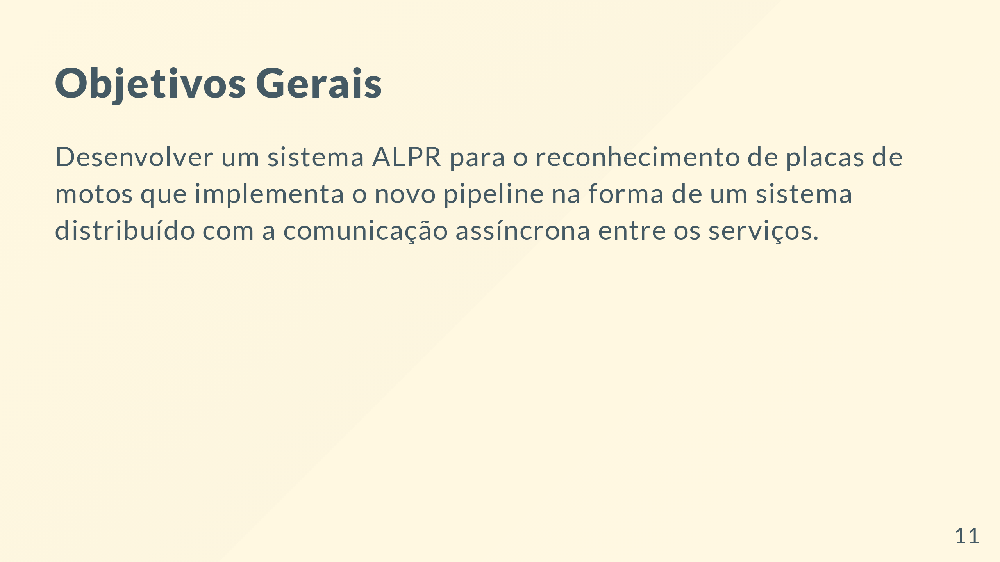 Objetivos Gerais
Desenvolver um sistema ALPR para o reconhecimento de placas de
motos que implementa o novo pipeline na forma de um sistema
distribuído com a comunicação assíncrona entre os serviços.
11